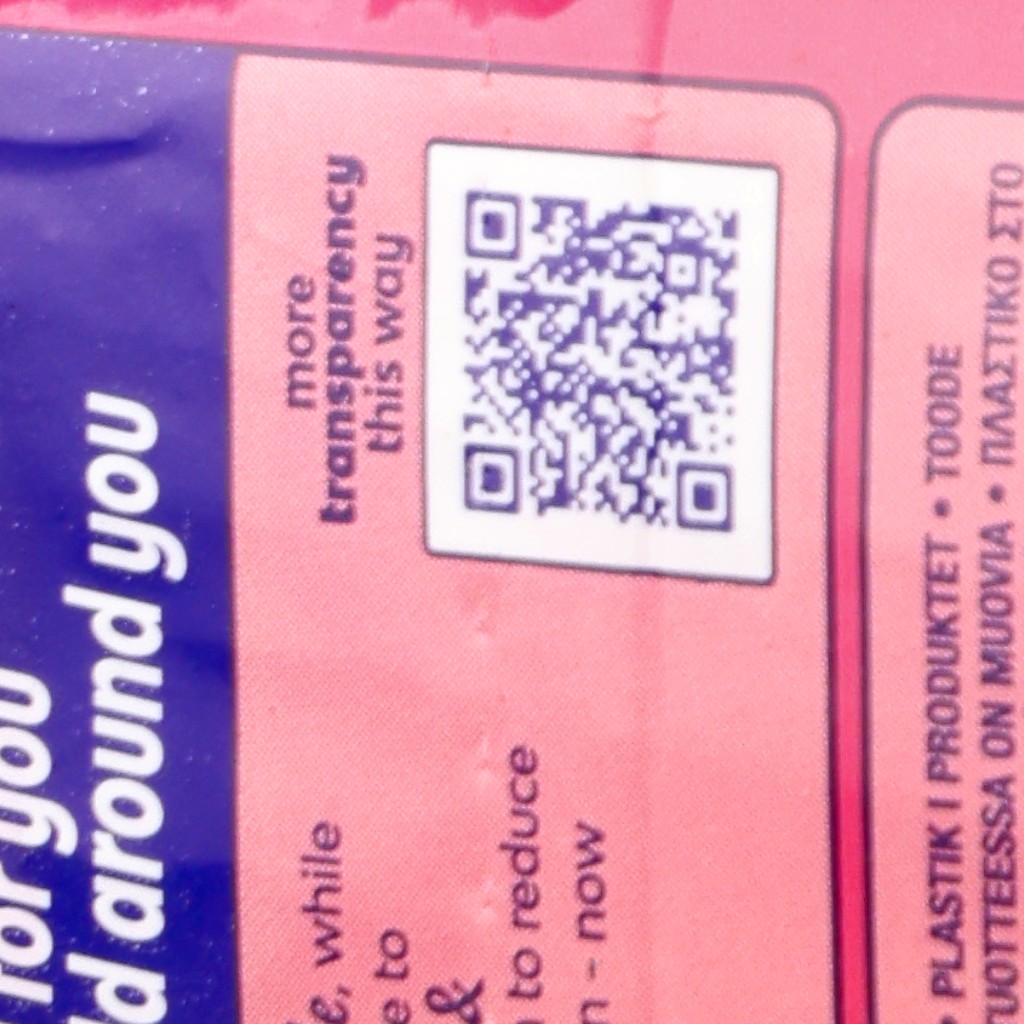 for you
d around you
more
transparency
this way
e, while
e to
&
to reduce
n - now
• PLASTIK I PRODUKTET • TOODE
TUOTTEESSA ON MUOVIA • ΠΛΑΣΤΙΚΟ ΣΤΟ